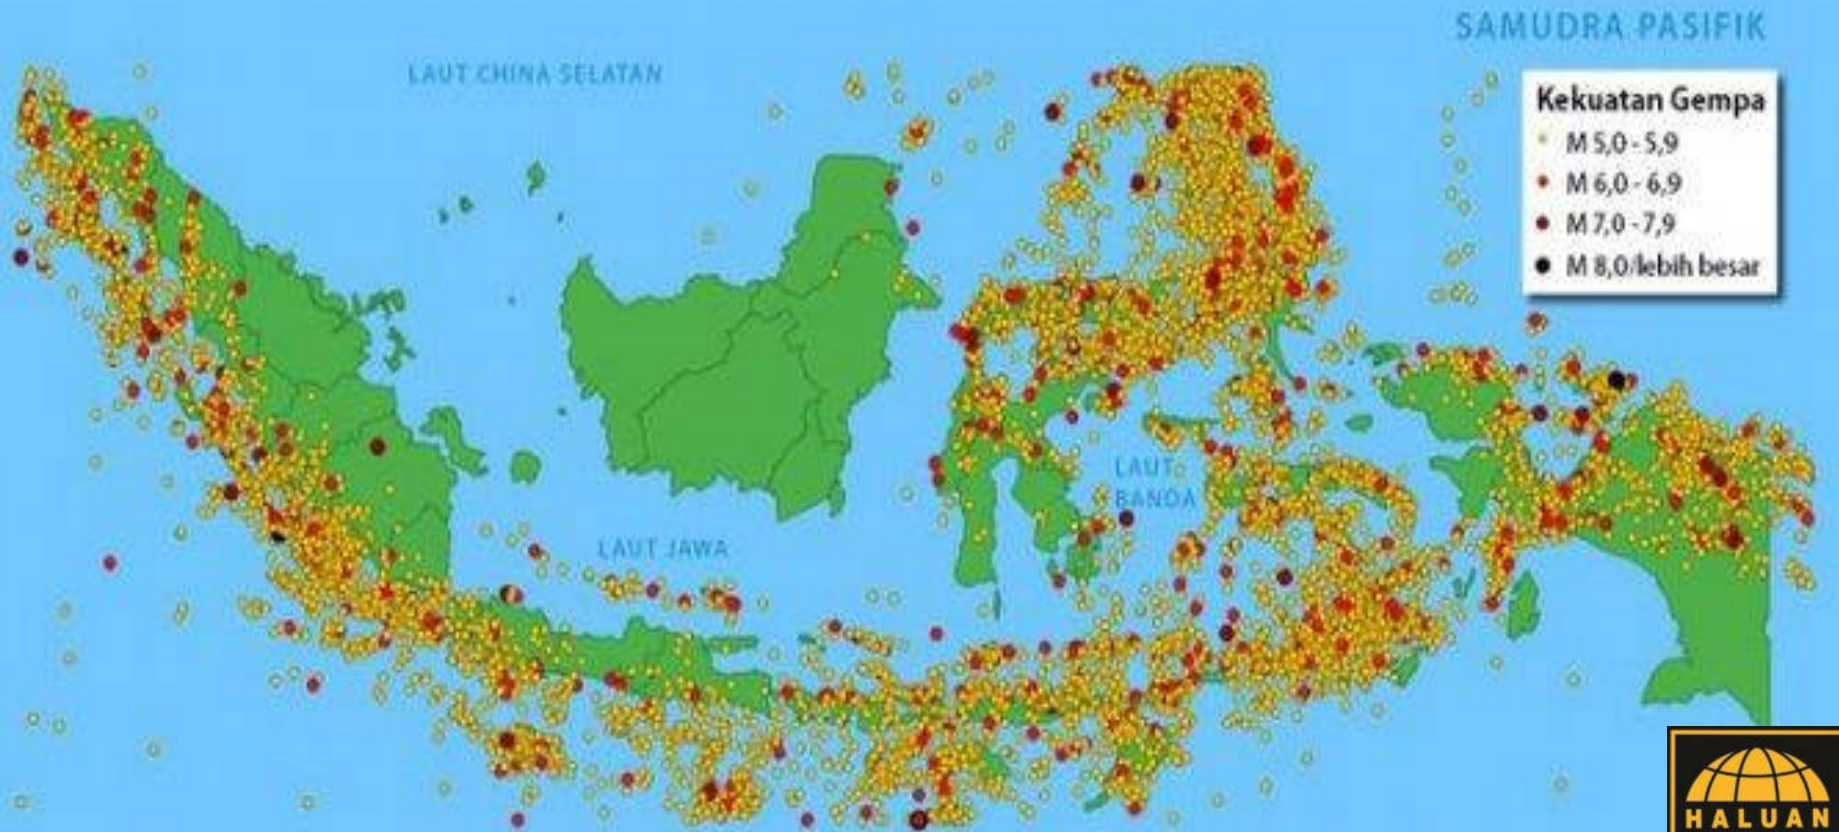 SAMUDRA PASIFIK
LAUT CHINA SELATAN
Kekuatan Gempa
M 5,0 - 5,9
M 6,0 - 6,9
M 7,0 - 7,9
M 8,0/lebih besar
LAUT
BANDA
LAUT JAWA
HALUAN